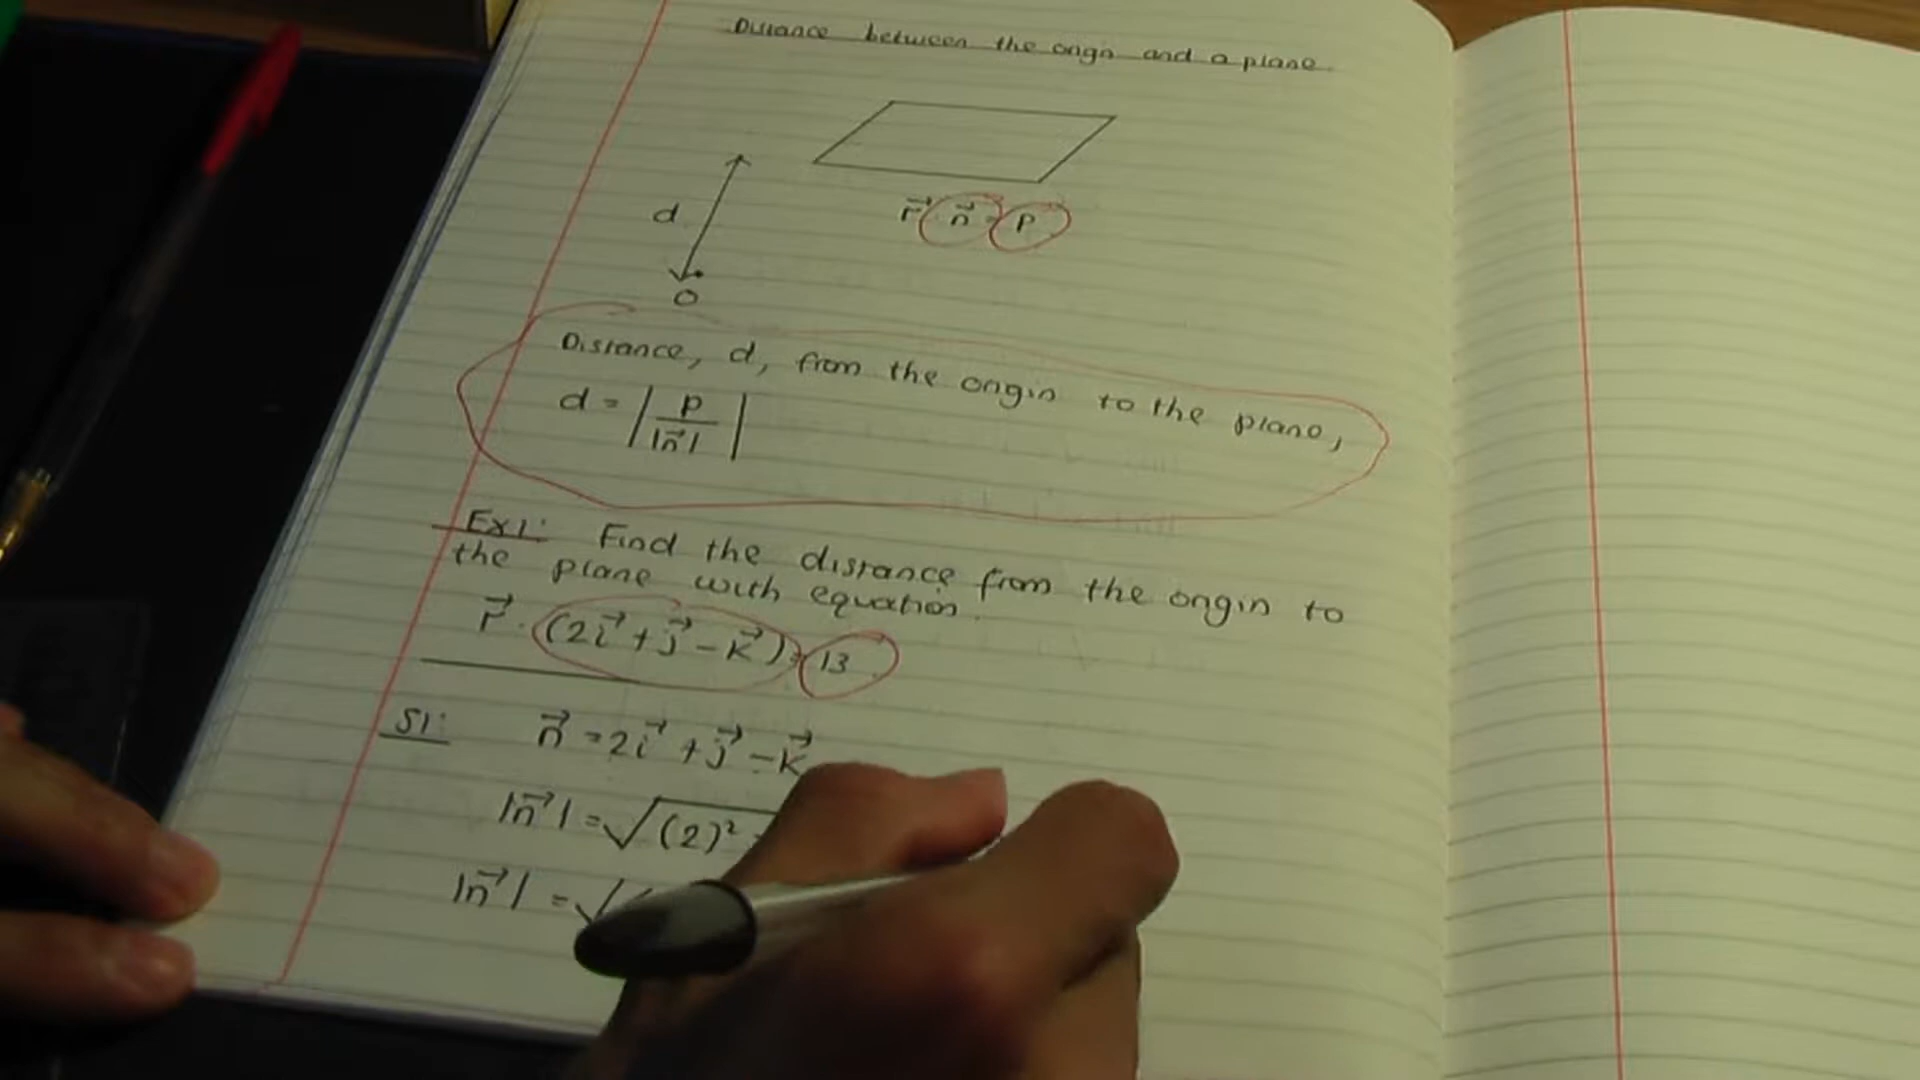 Distance between the origin and a plane
d
r⃗ . n⃗ = p
O
Distance, d, from the origin to the plane,
d = | p / |n⃗| |
Ex1: Find the distance from the origin to
the plane with equation.
r⃗ . (2i⃗ + j⃗ - k⃗) = 13.
S1: n⃗ = 2i⃗ + j⃗ - k⃗
|n⃗| = √(2)²
|n⃗| = √